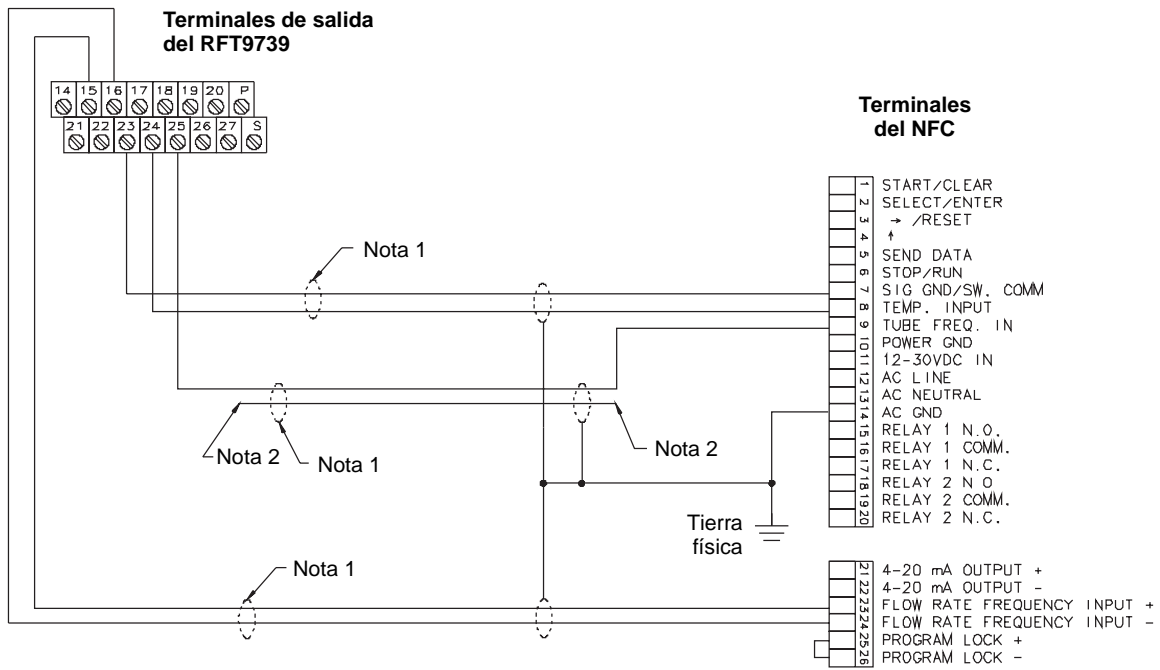 Terminales de salida
del RFT9739
14 15 16 17 18 19 20 P
21 22 23 24 25 26 27 S
Terminales
del NFC
1 START/CLEAR
2 SELECT/ENTER
3 → /RESET
4 ↑
5 SEND DATA
6 STOP/RUN
7 SIG GND/SW. COMM
8 TEMP. INPUT
9 TUBE FREQ. IN
10 POWER GND
11 12-30VDC IN
12 AC LINE
13 AC NEUTRAL
14 AC GND
15 RELAY 1 N.O.
16 RELAY 1 COMM.
17 RELAY 1 N.C.
18 RELAY 2 N O
19 RELAY 2 COMM.
20 RELAY 2 N.C.
Nota 1
Nota 2
Nota 1
Nota 2
Tierra
física
Nota 1
21 4-20 mA OUTPUT +
22 4-20 mA OUTPUT -
23 FLOW RATE FREQUENCY INPUT +
24 FLOW RATE FREQUENCY INPUT -
25 PROGRAM LOCK +
26 PROGRAM LOCK -